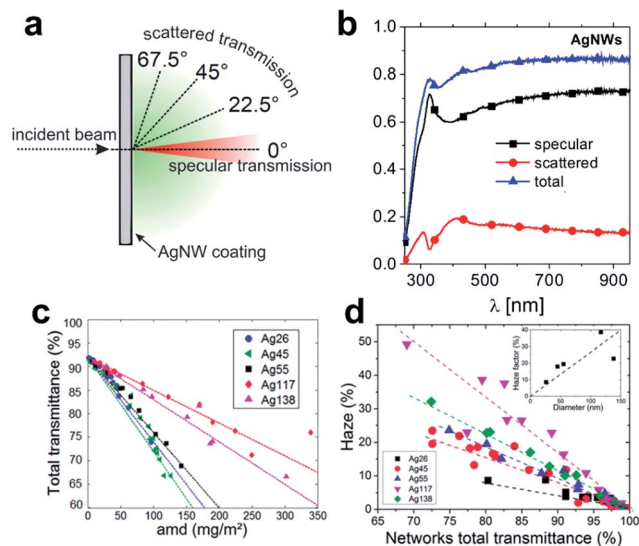 a
scattered transmission
67.5°
45°
22.5°
incident beam
0°
specular transmission
AgNW coating
b
AgNWs
1.0
0.8
0.6
0.4
0.2
0.0
specular
scattered
total
300
500
700
900
λ [nm]
c
Total transmittance (%)
100
95
90
85
80
75
70
65
60
Ag26
Ag45
Ag55
Ag117
Ag138
0
50
100
150
200
250
300
350
amd (mg/m²)
d
Haze (%)
50
40
30
20
10
0
Haze factor (%)
40
30
20
10
0
0
50
100
150
Diameter (nm)
Ag26
Ag45
Ag55
Ag117
Ag138
65
70
75
80
85
90
95
100
Networks total transmittance (%)